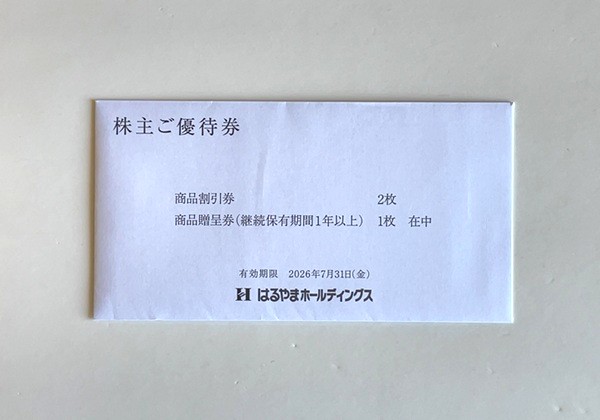 株主ご優待券
商品割引券 2枚
商品贈呈券(継続保有期間1年以上) 1枚 在中
有効期限 2026年7月31日(金)
はるやまホールディングス